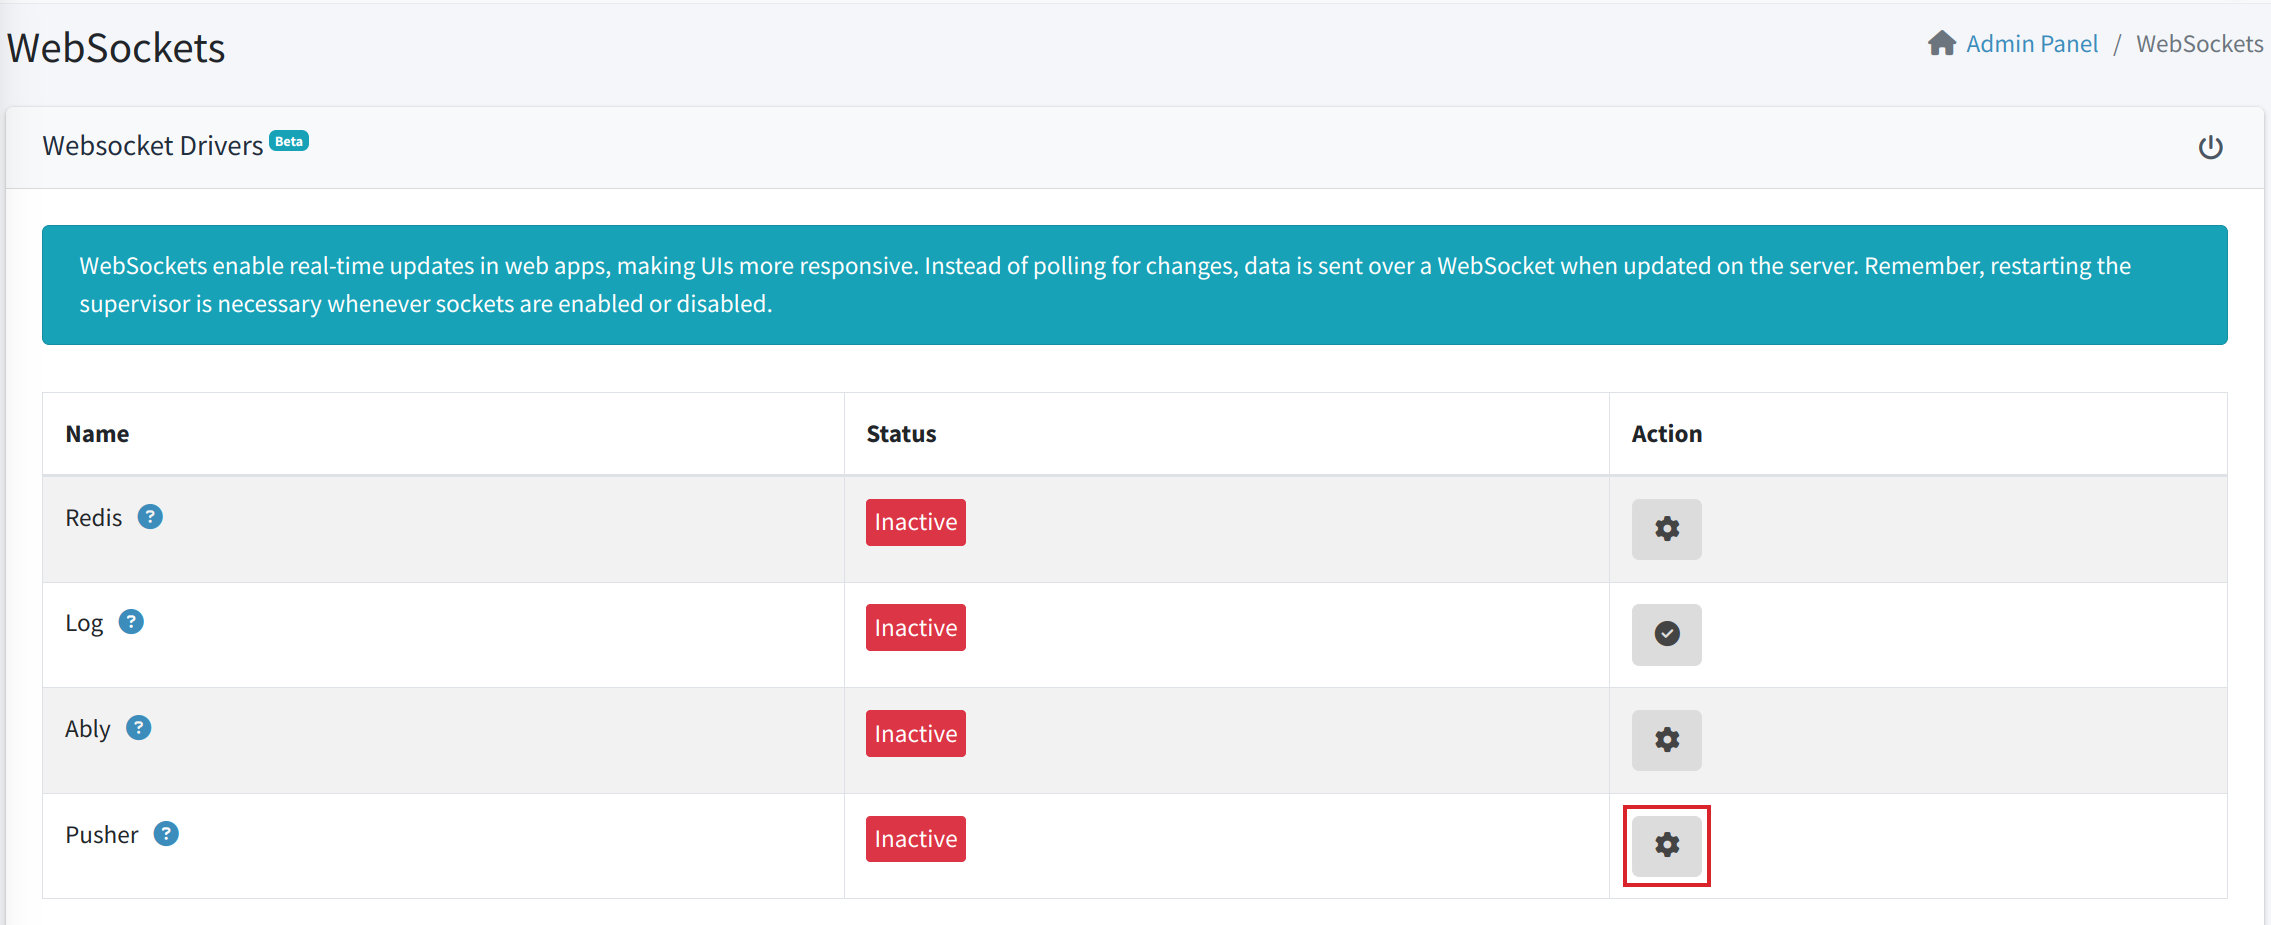 WebSockets
Admin Panel / WebSockets
Websocket Drivers Beta
WebSockets enable real-time updates in web apps, making UIs more responsive. Instead of polling for changes, data is sent over a WebSocket when updated on the server. Remember, restarting the
supervisor is necessary whenever sockets are enabled or disabled.
Name Status Action
Redis ? Inactive
Log ? Inactive
Ably ? Inactive
Pusher ? Inactive